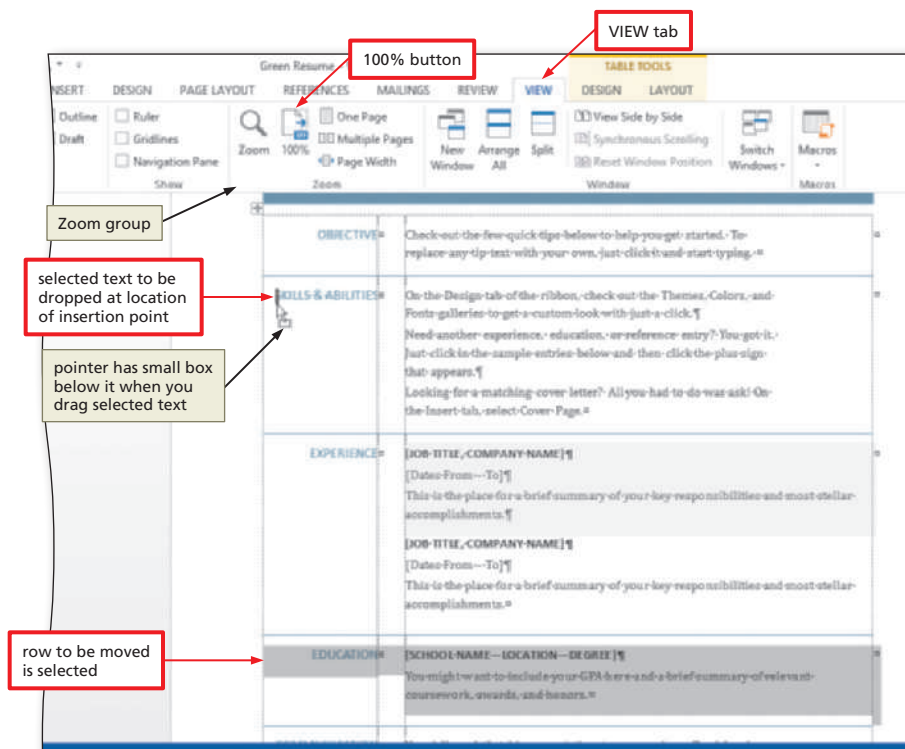 VIEW tab
100% button
Green Resume
TABLE TOOLS
NSERT DESIGN PAGE LAYOUT REFERENCES MAILINGS REVIEW VIEW DESIGN LAYOUT
Outline
Draft
Ruler
Gridlines
Navigation Pane
Show
Zoom
100%
One Page
Multiple Pages
Page Width
Zoom
New
Window
Arrange
All
Split
View Side by Side
Synchronous Scrolling
Reset Window Position
Window
Switch
Windows
Macros
Macros
Zoom group
selected text to be
dropped at location
of insertion point
pointer has small box
below it when you
drag selected text
row to be moved
is selected
OBJECTIVE¤
Check·out·the·few·quick·tips·below·to·help·you·get·started.·To·
replace·any·tip·text·with·your·own,·just·click·it·and·start·typing.·¤
SKILLS·&·ABILITIES¤
On·the·Design·tab·of·the·ribbon,·check·out·the·Themes,·Colors,·and·
Fonts·galleries·to·get·a·custom·look·with·just·a·click.¶
Need·another·experience,·education,·or·reference·entry?·You·got·it.·
Just·click·in·the·sample·entries·below·and·then·click·the·plus·sign·
that·appears.¶
Looking·for·a·matching·cover·letter?·All·you·had·to·do·was·ask!·On·
the·Insert·tab,·select·Cover·Page.¤
EXPERIENCE¤
[JOB·TITLE,·COMPANY·NAME]¶
[Dates·From·–·To]¶
This·is·the·place·for·a·brief·summary·of·your·key·responsibilities·and·most·stellar·
accomplishments.¶
[JOB·TITLE,·COMPANY·NAME]¶
[Dates·From·–·To]¶
This·is·the·place·for·a·brief·summary·of·your·key·responsibilities·and·most·stellar·
accomplishments.¤
EDUCATION¤
[SCHOOL·NAME—LOCATION—DEGREE]¶
You·might·want·to·include·your·GPA·here·and·a·brief·summary·of·relevant·
coursework,·awards,·and·honors.¤